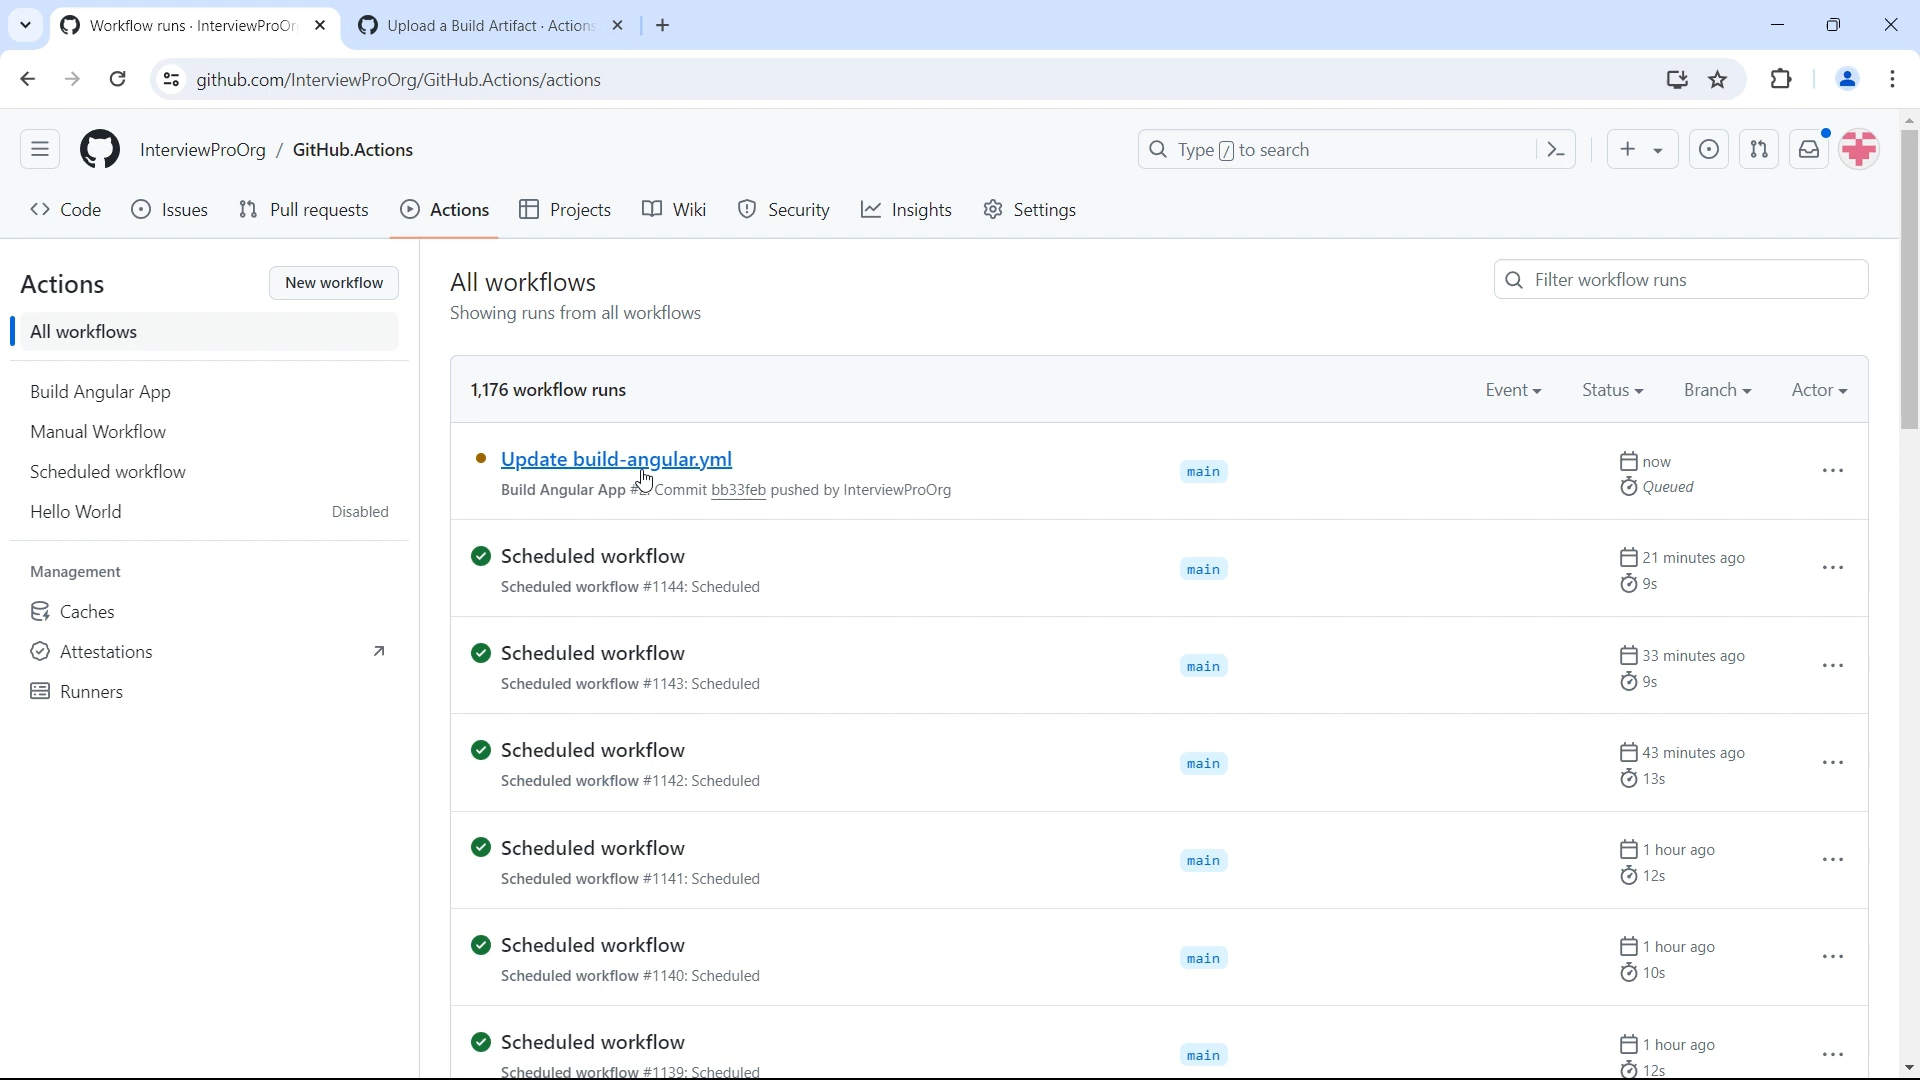 Workflow runs · InterviewProOr
Upload a Build Artifact · Actions
github.com/InterviewProOrg/GitHub.Actions/actions
InterviewProOrg / GitHub.Actions
Type / to search
Code
Issues
Pull requests
Actions
Projects
Wiki
Security
Insights
Settings
Actions
New workflow
All workflows
Build Angular App
Manual Workflow
Scheduled workflow
Hello World
Disabled
Management
Caches
Attestations
Runners
All workflows
Showing runs from all workflows
Filter workflow runs
1,176 workflow runs
Event
Status
Branch
Actor
Update build-angular.yml
Build Angular App Commit bb33feb pushed by InterviewProOrg
main
now
Queued
Scheduled workflow
Scheduled workflow #1144: Scheduled
main
21 minutes ago
9s
Scheduled workflow
Scheduled workflow #1143: Scheduled
main
33 minutes ago
9s
Scheduled workflow
Scheduled workflow #1142: Scheduled
main
43 minutes ago
13s
Scheduled workflow
Scheduled workflow #1141: Scheduled
main
1 hour ago
12s
Scheduled workflow
Scheduled workflow #1140: Scheduled
main
1 hour ago
10s
Scheduled workflow
Scheduled workflow #1139: Scheduled
main
1 hour ago
12s